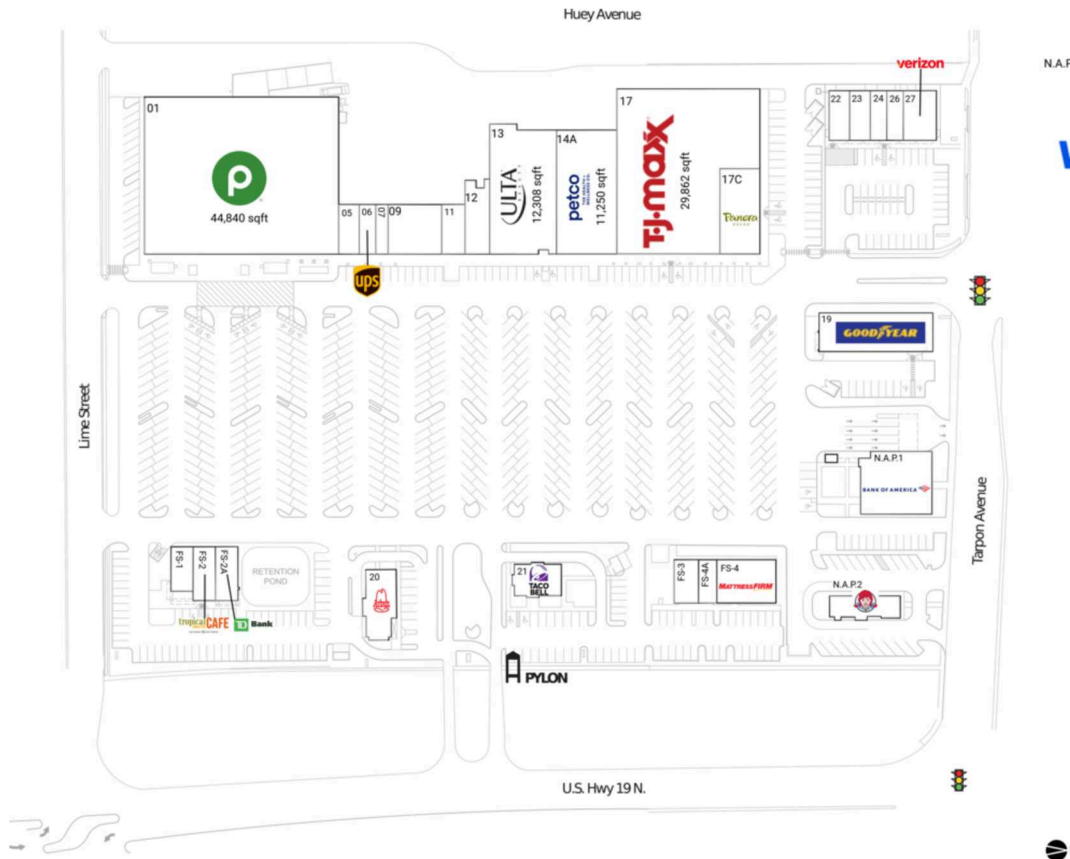 Huey Avenue
verizon
N.A.P
01
44,840 sqft
05
06
07
09
11
12
13
ULTA
12,308 sqft
14A
petco
11,250 sqft
17
T.J.maxx
29,862 sqft
17C
Panera
22
23
24
26
27
ups
19
GOODYEAR
Lime Street
N.A.P.1
BANK OF AMERICA
Tarpon Avenue
FS-1
FS-2
FS-2A
RETENTION
POND
20
21
TACO
BELL
FS-3
FS-4A
FS-4
MATTRESSFIRM
N.A.P.2
tropical CAFE
TD Bank
PYLON
U.S. Hwy 19 N.